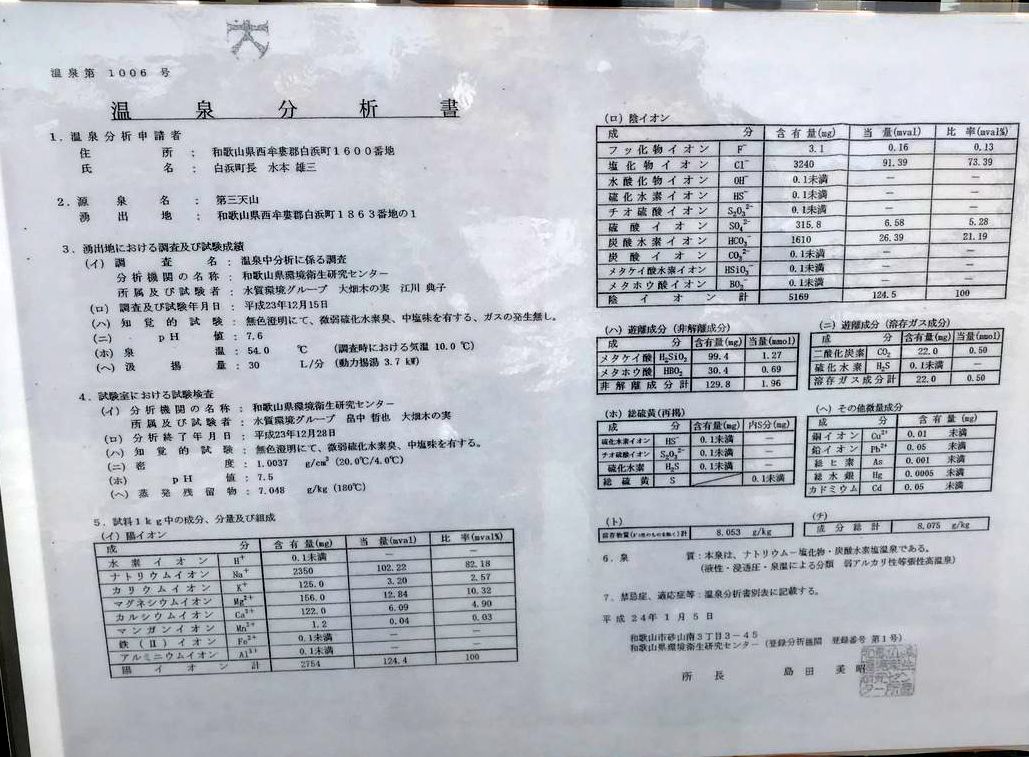 温泉第 1006 号
温泉分析書
1．温泉分析申請者
住所：和歌山県西牟婁郡白浜町1600番地
氏名：白浜町長 水本 雄三
2．源泉名：第三天山
湧出地：和歌山県西牟婁郡白浜町1863番地の1
3．湧出地における調査及び試験成績
(イ) 調査名：温泉中分析に係る調査
分析機関の名称：和歌山県環境衛生研究センター
所属及び試験者：水質環境グループ 大畑木の実 江川 典子
(ロ) 調査及び試験年月日：平成23年12月15日
(ハ) 知覚的試験：無色澄明にて、微弱硫化水素臭、中塩味を有する、ガスの発生無し。
(ニ) pH値：7.6
(ホ) 泉温：54.0 ℃ (調査時における気温 10.0 ℃)
(ヘ) 汲揚量：30 L/分 (動力揚湯 3.7 kW)
4．試験室における試験検査
(イ) 分析機関の名称：和歌山県環境衛生研究センター
所属及び試験者：水質環境グループ 畠中 哲也 大畑木の実
(ロ) 分析終了年月日：平成23年12月28日
(ハ) 知覚的試験：無色澄明にて、微弱硫化水素臭、中塩味を有する。
(ニ) 密度：1.0037 g/cm³ (20.0℃/4.0℃)
(ホ) pH値：7.5
(ヘ) 蒸発残留物：7.048 g/kg (180℃)
5．試料1kg中の成分、分量及び組成
(イ) 陽イオン
成分 含有量(mg) 当量(mval) 比率(mval%)
水素イオン H⁺ 0.1未満 － －
ナトリウムイオン Na⁺ 2350 102.22 82.18
カリウムイオン K⁺ 125.0 3.20 2.57
マグネシウムイオン Mg²⁺ 156.0 12.84 10.32
カルシウムイオン Ca²⁺ 122.0 6.09 4.90
マンガンイオン Mn²⁺ 1.2 0.04 0.03
鉄(Ⅱ)イオン Fe²⁺ 0.1未満 － －
アルミニウムイオン Al³⁺ 0.1未満 － －
陽イオン計 2754 124.4 100
(ロ) 陰イオン
成分 含有量(mg) 当量(mval) 比率(mval%)
フッ化物イオン F⁻ 3.1 0.16 0.13
塩化物イオン Cl⁻ 3240 91.39 73.39
水酸化物イオン OH⁻ 0.1未満 － －
硫化水素イオン HS⁻ 0.1未満 － －
チオ硫酸イオン S₂O₃²⁻ 0.1未満 － －
硫酸イオン SO₄²⁻ 315.8 6.58 5.28
炭酸水素イオン HCO₃⁻ 1610 26.39 21.19
炭酸イオン CO₃²⁻ 0.1未満 － －
メタケイ酸水素イオン HSiO₃⁻ 0.1未満 － －
メタホウ酸イオン BO₂⁻ 0.1未満 － －
陰イオン計 5169 124.5 100
(ハ) 遊離成分（非解離成分）
成分 含有量(mg) 当量(mmol)
メタケイ酸 H₂SiO₃ 99.4 1.27
メタホウ酸 HBO₂ 30.4 0.69
非解離成分計 129.8 1.96
(ニ) 遊離成分（溶存ガス成分）
成分 含有量(mg) 当量(mmol)
二酸化炭素 CO₂ 22.0 0.50
硫化水素 H₂S 0.1未満 －
溶存ガス成分計 22.0 0.50
(ホ) 総硫黄(再掲)
成分 含有量(mg) 内S分(mg)
硫化水素イオン HS⁻ 0.1未満 －
チオ硫酸イオン S₂O₃²⁻ 0.1未満 －
硫化水素 H₂S 0.1未満 －
総硫黄 S 0.1未満
(ヘ) その他微量成分
成分 含有量(mg)
銅イオン Cu²⁺ 0.01 未満
鉛イオン Pb²⁺ 0.05 未満
総ヒ素 As 0.001 未満
総水銀 Hg 0.0005 未満
カドミウム Cd 0.05 未満
(ト)
溶存物質(ガス性のものを除く)計 8.053 g/kg
(チ)
成分総計 8.075 g/kg
6．泉質：本泉は、ナトリウム－塩化物・炭酸水素塩温泉である。
(液性・浸透圧・泉温による分類 弱アルカリ性等張性高温泉)
7．禁忌症、適応症等：温泉分析書別表に記載する。
平成24年1月5日
和歌山市砂山南3丁目3－45
和歌山県環境衛生研究センター (登録分析機関 登録番号 第1号)
所長 島田 美昭